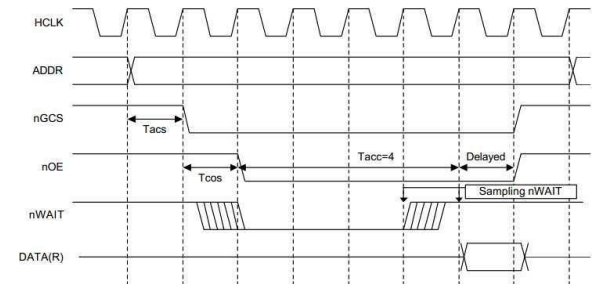 HCLK
ADDR
nGCS
Tacs
nOE
Tacc=4
Delayed
Tcos
Sampling nWAIT
nWAIT
DATA(R)